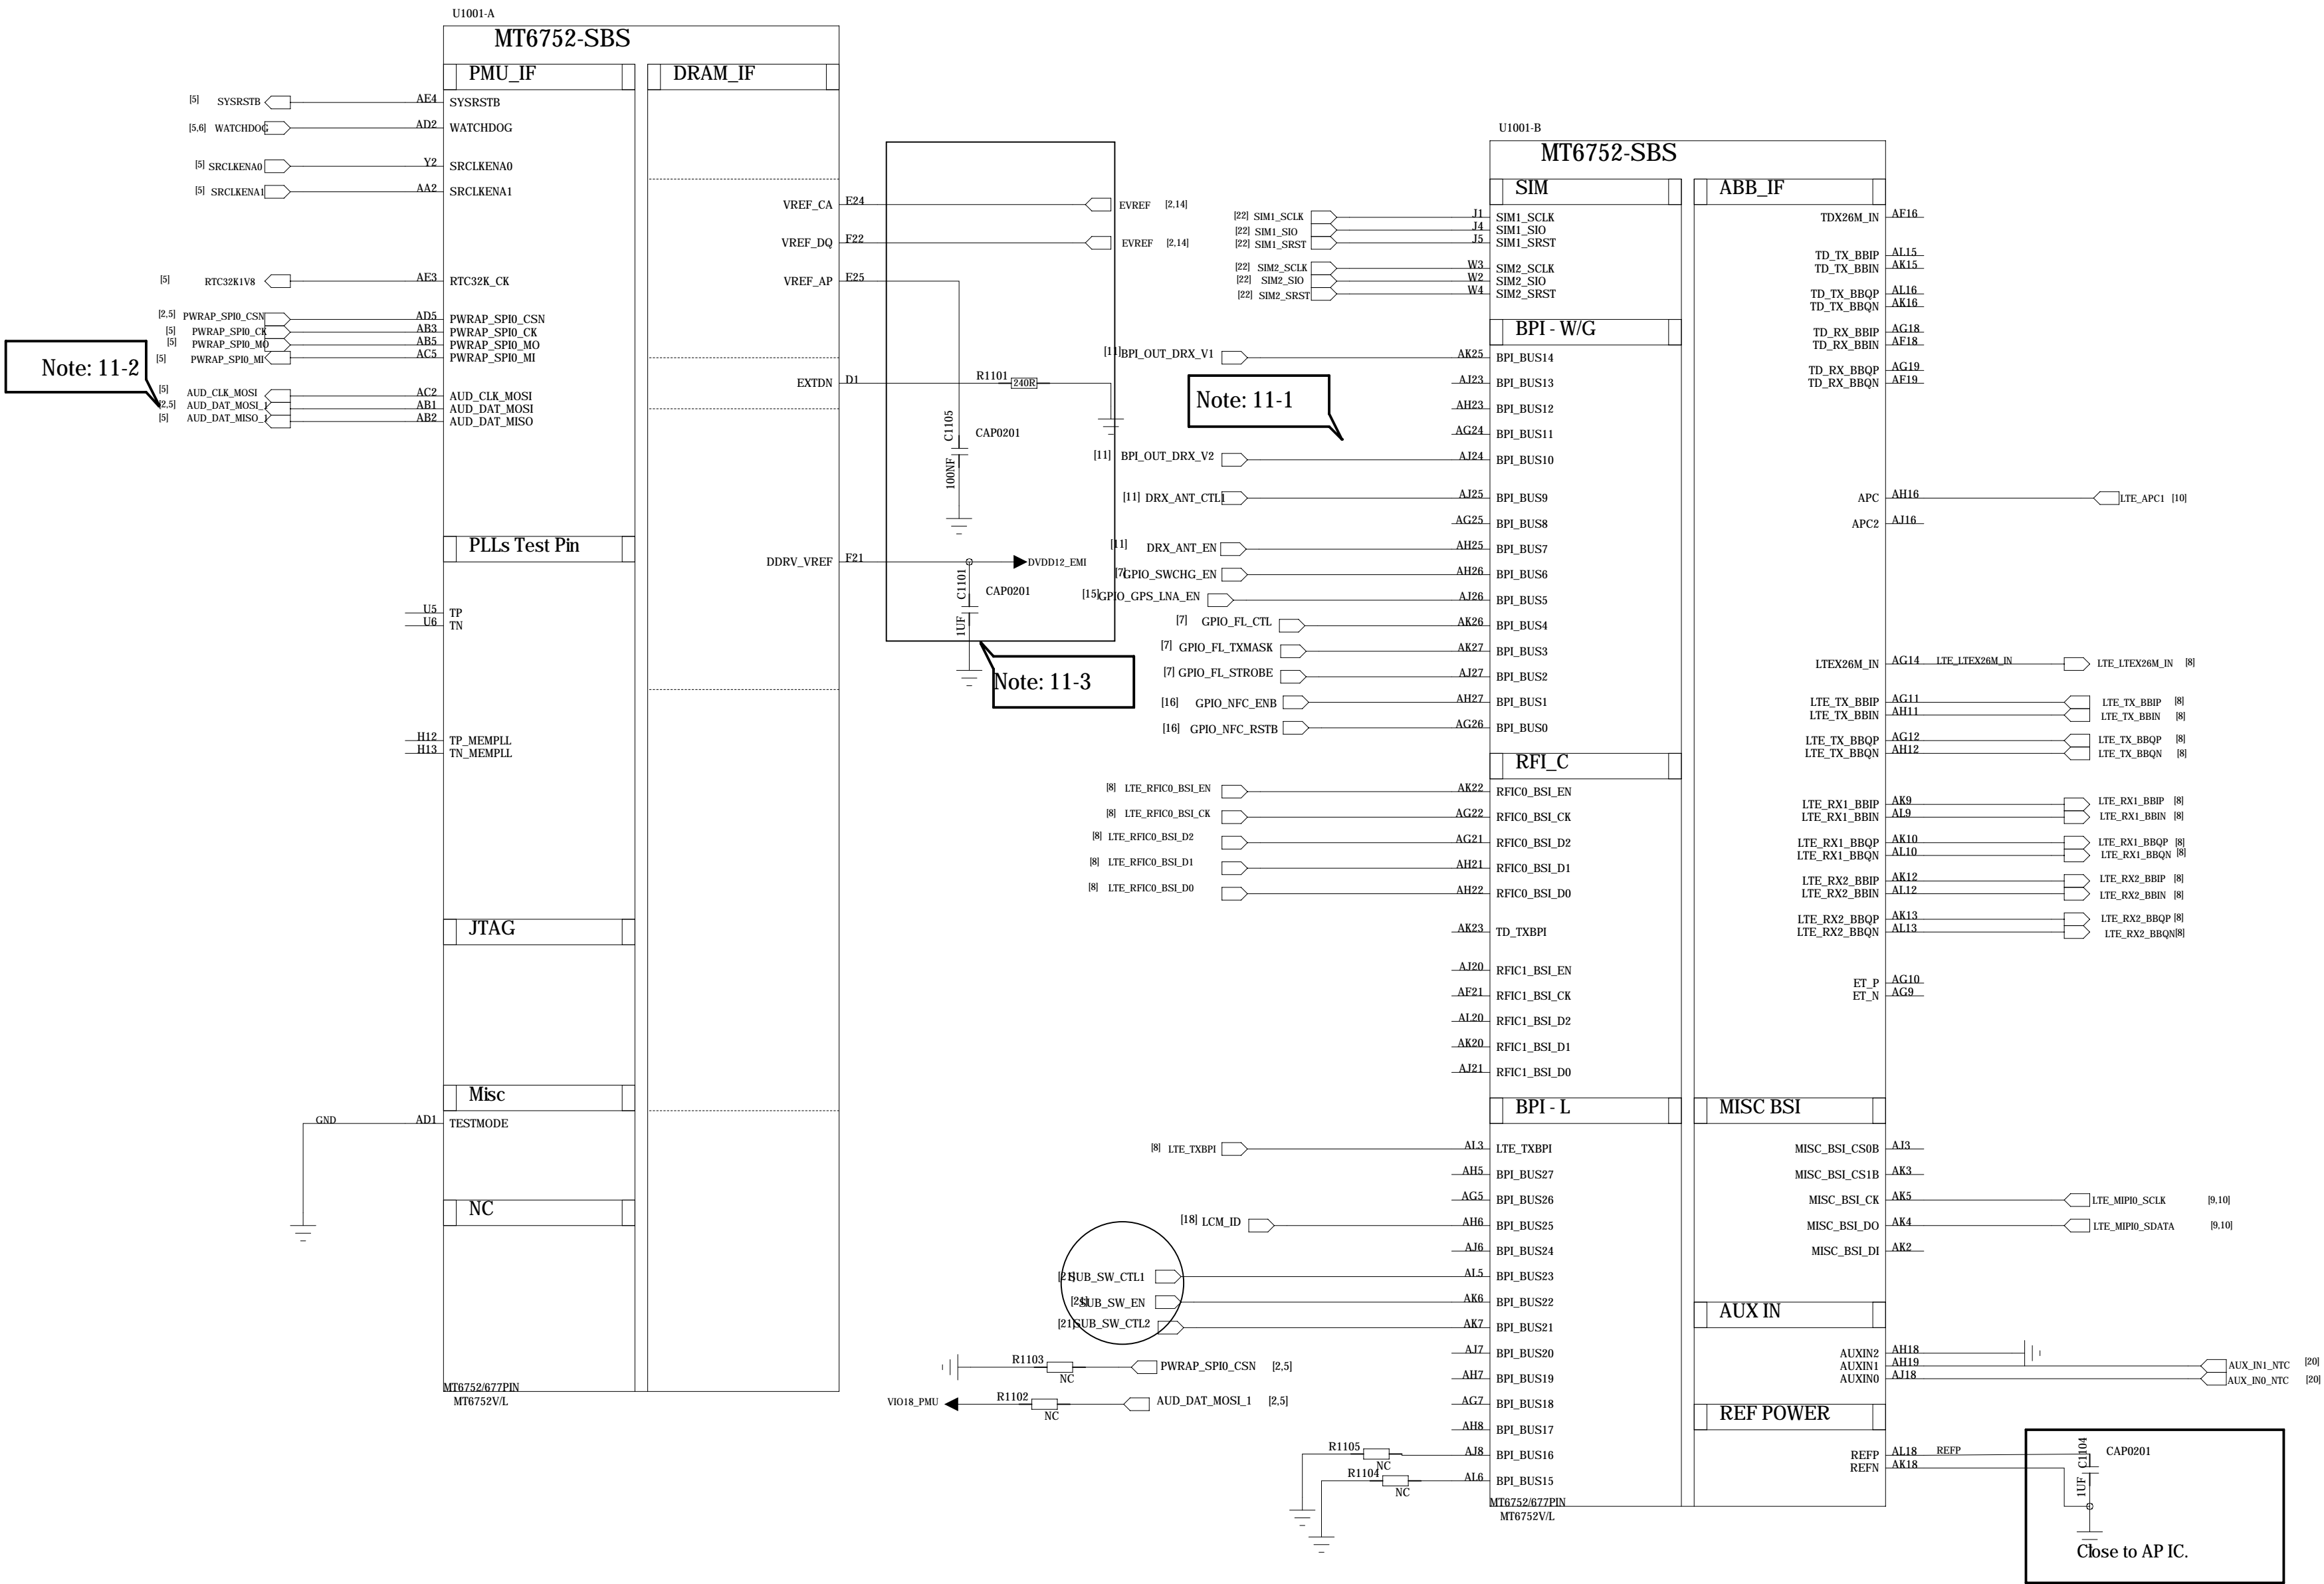 U1001-A
MT6752-SBS
PMU_IF
DRAM_IF
[5] SYSRSTB AE4 SYSRSTB
[5,6] WATCHDOG AD2 WATCHDOG
[5] SRCLKENA0 Y2 SRCLKENA0
[5] SRCLKENA1 AA2 SRCLKENA1
[5] RTC32K1V8 AE3 RTC32K_CK
[2,5] PWRAP_SPI0_CSN AD5 PWRAP_SPI0_CSN
[5] PWRAP_SPI0_CK AB3 PWRAP_SPI0_CK
[5] PWRAP_SPI0_MO AB5 PWRAP_SPI0_MO
[5] PWRAP_SPI0_MI AC5 PWRAP_SPI0_MI
Note: 11-2
[5] AUD_CLK_MOSI AC2 AUD_CLK_MOSI
[2,5] AUD_DAT_MOSI_1 AB1 AUD_DAT_MOSI
[5] AUD_DAT_MISO_1 AB2 AUD_DAT_MISO
PLLs Test Pin
U5 TP
U6 TN
H12 TP_MEMPLL
H13 TN_MEMPLL
JTAG
Misc
GND AD1 TESTMODE
NC
MT6752/677PIN
MT6752V/L
VREF_CA E24 EVREF [2,14]
VREF_DQ F22 EVREF [2,14]
VREF_AP E25
EXTDN D1 R1101 240R
C1105 100NF CAP0201
DDRV_VREF F21 DVDD12_EMI
C1101 1UF CAP0201
Note: 11-3
U1001-B
MT6752-SBS
SIM
ABB_IF
[22] SIM1_SCLK J1 SIM1_SCLK
[22] SIM1_SIO J4 SIM1_SIO
[22] SIM1_SRST J5 SIM1_SRST
[22] SIM2_SCLK W3 SIM2_SCLK
[22] SIM2_SIO W2 SIM2_SIO
[22] SIM2_SRST W4 SIM2_SRST
BPI - W/G
[11] BPI_OUT_DRX_V1 AK25 BPI_BUS14
AJ23 BPI_BUS13
AH23 BPI_BUS12
AG24 BPI_BUS11
Note: 11-1
[11] BPI_OUT_DRX_V2 AJ24 BPI_BUS10
[11] DRX_ANT_CTL1 AJ25 BPI_BUS9
AG25 BPI_BUS8
[11] DRX_ANT_EN AH25 BPI_BUS7
[7] GPIO_SWCHG_EN AH26 BPI_BUS6
[15] GPIO_GPS_LNA_EN AJ26 BPI_BUS5
[7] GPIO_FL_CTL AK26 BPI_BUS4
[7] GPIO_FL_TXMASK AK27 BPI_BUS3
[7] GPIO_FL_STROBE AJ27 BPI_BUS2
[16] GPIO_NFC_ENB AH27 BPI_BUS1
[16] GPIO_NFC_RSTB AG26 BPI_BUS0
RFI_C
[8] LTE_RFIC0_BSI_EN AK22 RFIC0_BSI_EN
[8] LTE_RFIC0_BSI_CK AG22 RFIC0_BSI_CK
[8] LTE_RFIC0_BSI_D2 AG21 RFIC0_BSI_D2
[8] LTE_RFIC0_BSI_D1 AH21 RFIC0_BSI_D1
[8] LTE_RFIC0_BSI_D0 AH22 RFIC0_BSI_D0
AK23 TD_TXBPI
AJ20 RFIC1_BSI_EN
AF21 RFIC1_BSI_CK
AL20 RFIC1_BSI_D2
AK20 RFIC1_BSI_D1
AJ21 RFIC1_BSI_D0
BPI - L
[8] LTE_TXBPI AL3 LTE_TXBPI
AH5 BPI_BUS27
AG5 BPI_BUS26
[18] LCM_ID AH6 BPI_BUS25
AJ6 BPI_BUS24
[21] SUB_SW_CTL1 AL5 BPI_BUS23
[21] SUB_SW_EN AK6 BPI_BUS22
[21] SUB_SW_CTL2 AK7 BPI_BUS21
AJ7 BPI_BUS20
AH7 BPI_BUS19
AG7 BPI_BUS18
AH8 BPI_BUS17
R1105 NC AJ8 BPI_BUS16
R1104 NC AL6 BPI_BUS15
R1103 NC PWRAP_SPI0_CSN [2,5]
VIO18_PMU R1102 NC AUD_DAT_MOSI_1 [2,5]
MT6752/677PIN
MT6752V/L
TDX26M_IN AF16
TD_TX_BBIP AL15
TD_TX_BBIN AK15
TD_TX_BBQP AL16
TD_TX_BBQN AK16
TD_RX_BBIP AG18
TD_RX_BBIN AF18
TD_RX_BBQP AG19
TD_RX_BBQN AF19
APC AH16 LTE_APC1 [10]
APC2 AJ16
LTEX26M_IN AG14 LTE_LTEX26M_IN LTE_LTEX26M_IN [8]
LTE_TX_BBIP AG11 LTE_TX_BBIP [8]
LTE_TX_BBIN AH11 LTE_TX_BBIN [8]
LTE_TX_BBQP AG12 LTE_TX_BBQP [8]
LTE_TX_BBQN AH12 LTE_TX_BBQN [8]
LTE_RX1_BBIP AK9 LTE_RX1_BBIP [8]
LTE_RX1_BBIN AL9 LTE_RX1_BBIN [8]
LTE_RX1_BBQP AK10 LTE_RX1_BBQP [8]
LTE_RX1_BBQN AL10 LTE_RX1_BBQN [8]
LTE_RX2_BBIP AK12 LTE_RX2_BBIP [8]
LTE_RX2_BBIN AL12 LTE_RX2_BBIN [8]
LTE_RX2_BBQP AK13 LTE_RX2_BBQP [8]
LTE_RX2_BBQN AL13 LTE_RX2_BBQN[8]
ET_P AG10
ET_N AG9
MISC BSI
MISC_BSI_CS0B AJ3
MISC_BSI_CS1B AK3
MISC_BSI_CK AK5 LTE_MIPI0_SCLK [9,10]
MISC_BSI_DO AK4 LTE_MIPI0_SDATA [9,10]
MISC_BSI_DI AK2
AUX IN
AUXIN2 AH18
AUXIN1 AH19 AUX_IN1_NTC [20]
AUXIN0 AJ18 AUX_IN0_NTC [20]
REF POWER
REFP AL18 REFP
REFN AK18
C1104 1UF CAP0201
Close to AP IC.